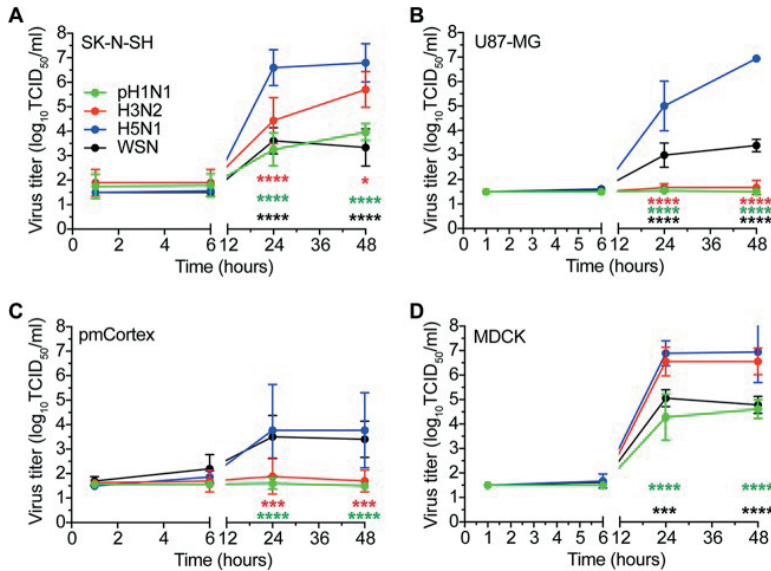 A
SK-N-SH
Virus titer (log10TCID50/ml)
8
7
6
5
4
3
2
1
0
pH1N1
H3N2
H5N1
WSN
**** *
**** ****
**** ****
0 2 4 6 12 24 36 48
Time (hours)
B
U87-MG
Virus titer (log10TCID50/ml)
8
7
6
5
4
3
2
1
0
**** ****
**** ****
**** ****
0 1 2 3 4 5 6 12 24 36 48
Time (hours)
C
pmCortex
Virus titer (log10TCID50/ml)
8
7
6
5
4
3
2
1
0
*** ***
**** ****
0 2 4 6 12 24 36 48
Time (hours)
D
MDCK
Virus titer (log10TCID50/ml)
8
7
6
5
4
3
2
1
0
**** ****
*** ****
0 1 2 3 4 5 6 12 24 36 48
Time (hours)